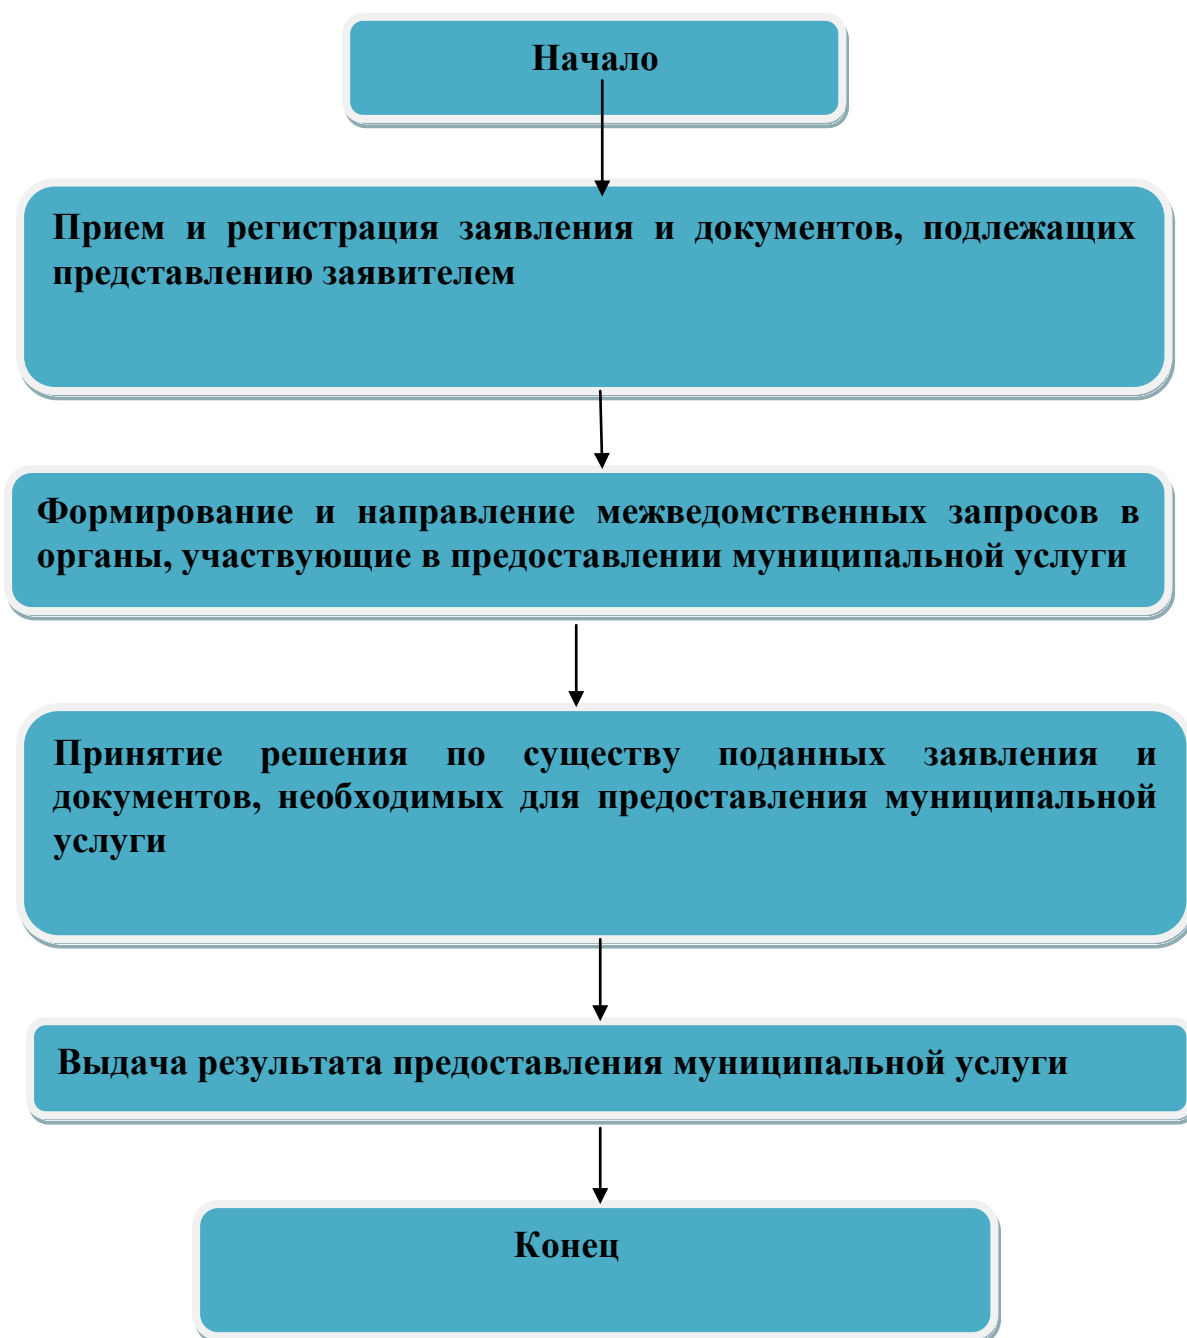 Начало
Прием и регистрация заявления и документов, подлежащих
представлению заявителем
Формирование и направление межведомственных запросов в
органы, участвующие в предоставлении муниципальной услуги
Принятие решения по существу поданных заявления и
документов, необходимых для предоставления муниципальной
услуги
Выдача результата предоставления муниципальной услуги
Конец